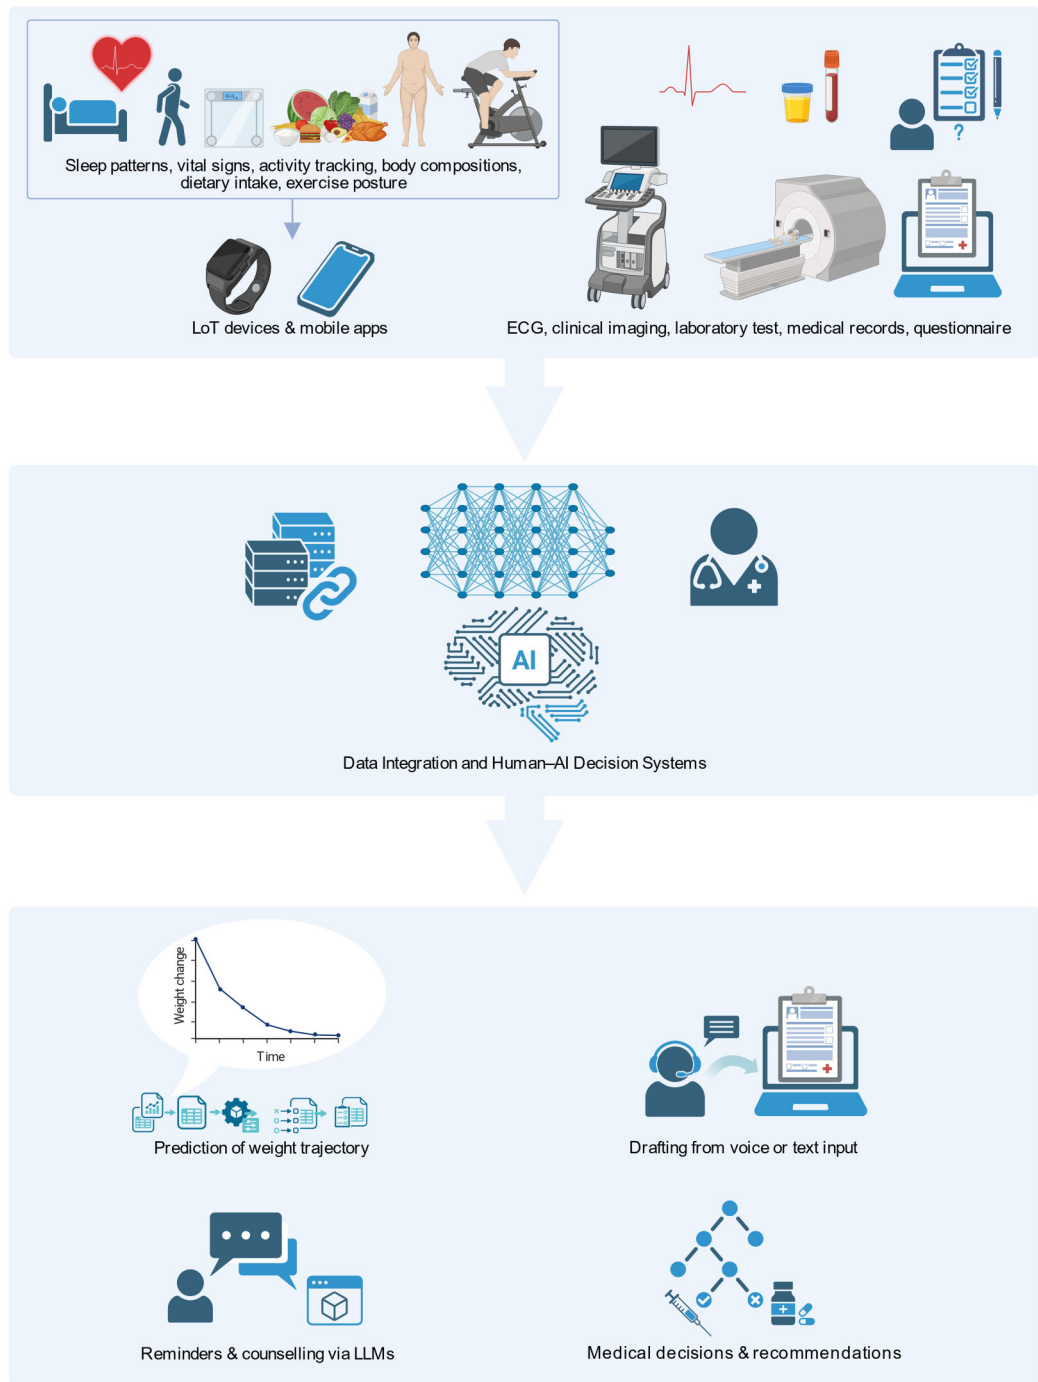 Sleep patterns, vital signs, activity tracking, body compositions,
dietary intake, exercise posture
LoT devices & mobile apps
ECG, clinical imaging, laboratory test, medical records, questionnaire
?
AI
Data Integration and Human–AI Decision Systems
Weight change
Time
Prediction of weight trajectory
Drafting from voice or text input
Reminders & counselling via LLMs
Medical decisions & recommendations